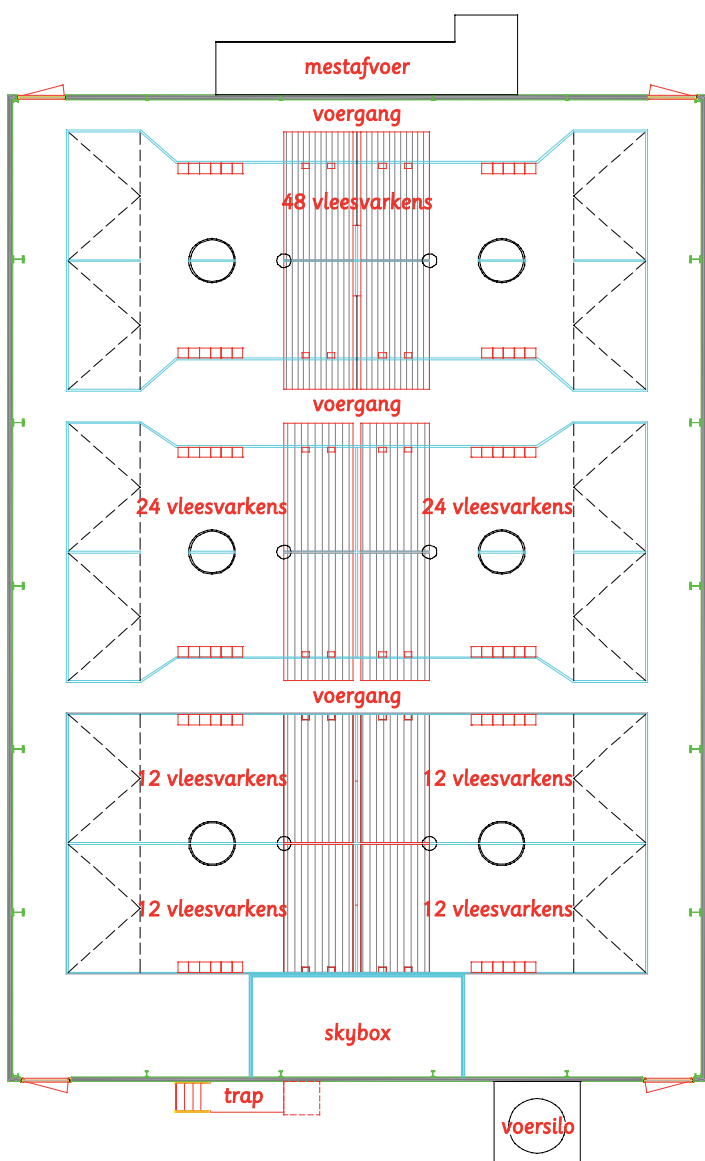 mestafvoer
voergang
48 vleesvarkens
voergang
24 vleesvarkens
24 vleesvarkens
voergang
12 vleesvarkens
12 vleesvarkens
12 vleesvarkens
12 vleesvarkens
skybox
trap
voersilo